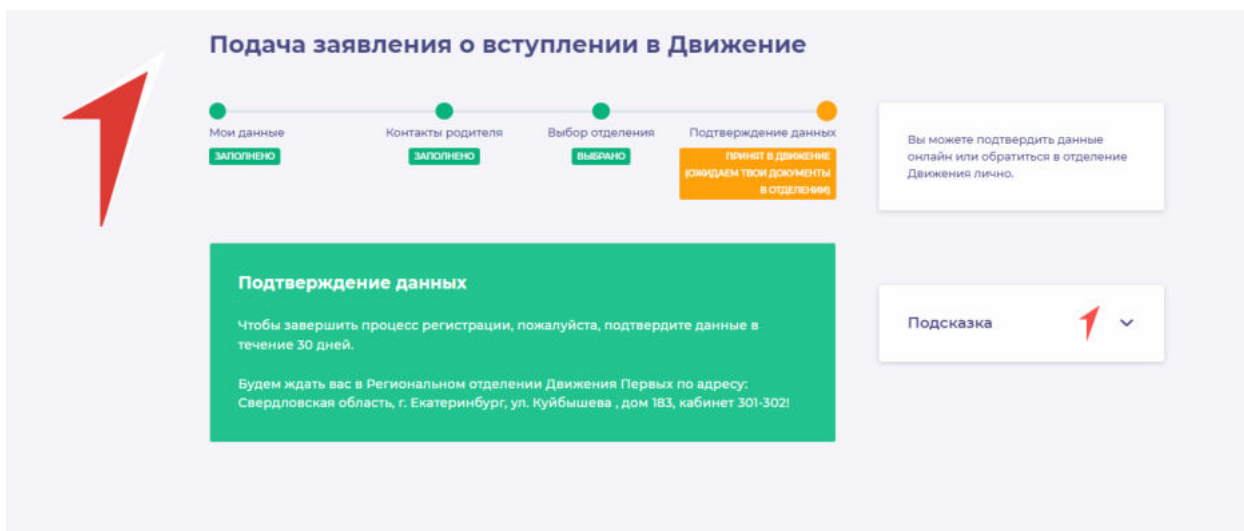 Подача заявления о вступлении в Движение
Мои данные
ЗАПОЛНЕНО
Контакты родителя
ЗАПОЛНЕНО
Выбор отделения
ВЫБРАНО
Подтверждение данных
ПРИНЯТ В ДВИЖЕНИЕ
(ОЖИДАЕМ ТВОИ ДОКУМЕНТЫ
В ОТДЕЛЕНИИ)
Вы можете подтвердить данные
онлайн или обратиться в отделение
Движения лично.
Подтверждение данных
Чтобы завершить процесс регистрации, пожалуйста, подтвердите данные в
течение 30 дней.
Будем ждать вас в Региональном отделении Движения Первых по адресу:
Свердловская область, г. Екатеринбург, ул. Куйбышева , дом 183, кабинет 301-302!
Подсказка